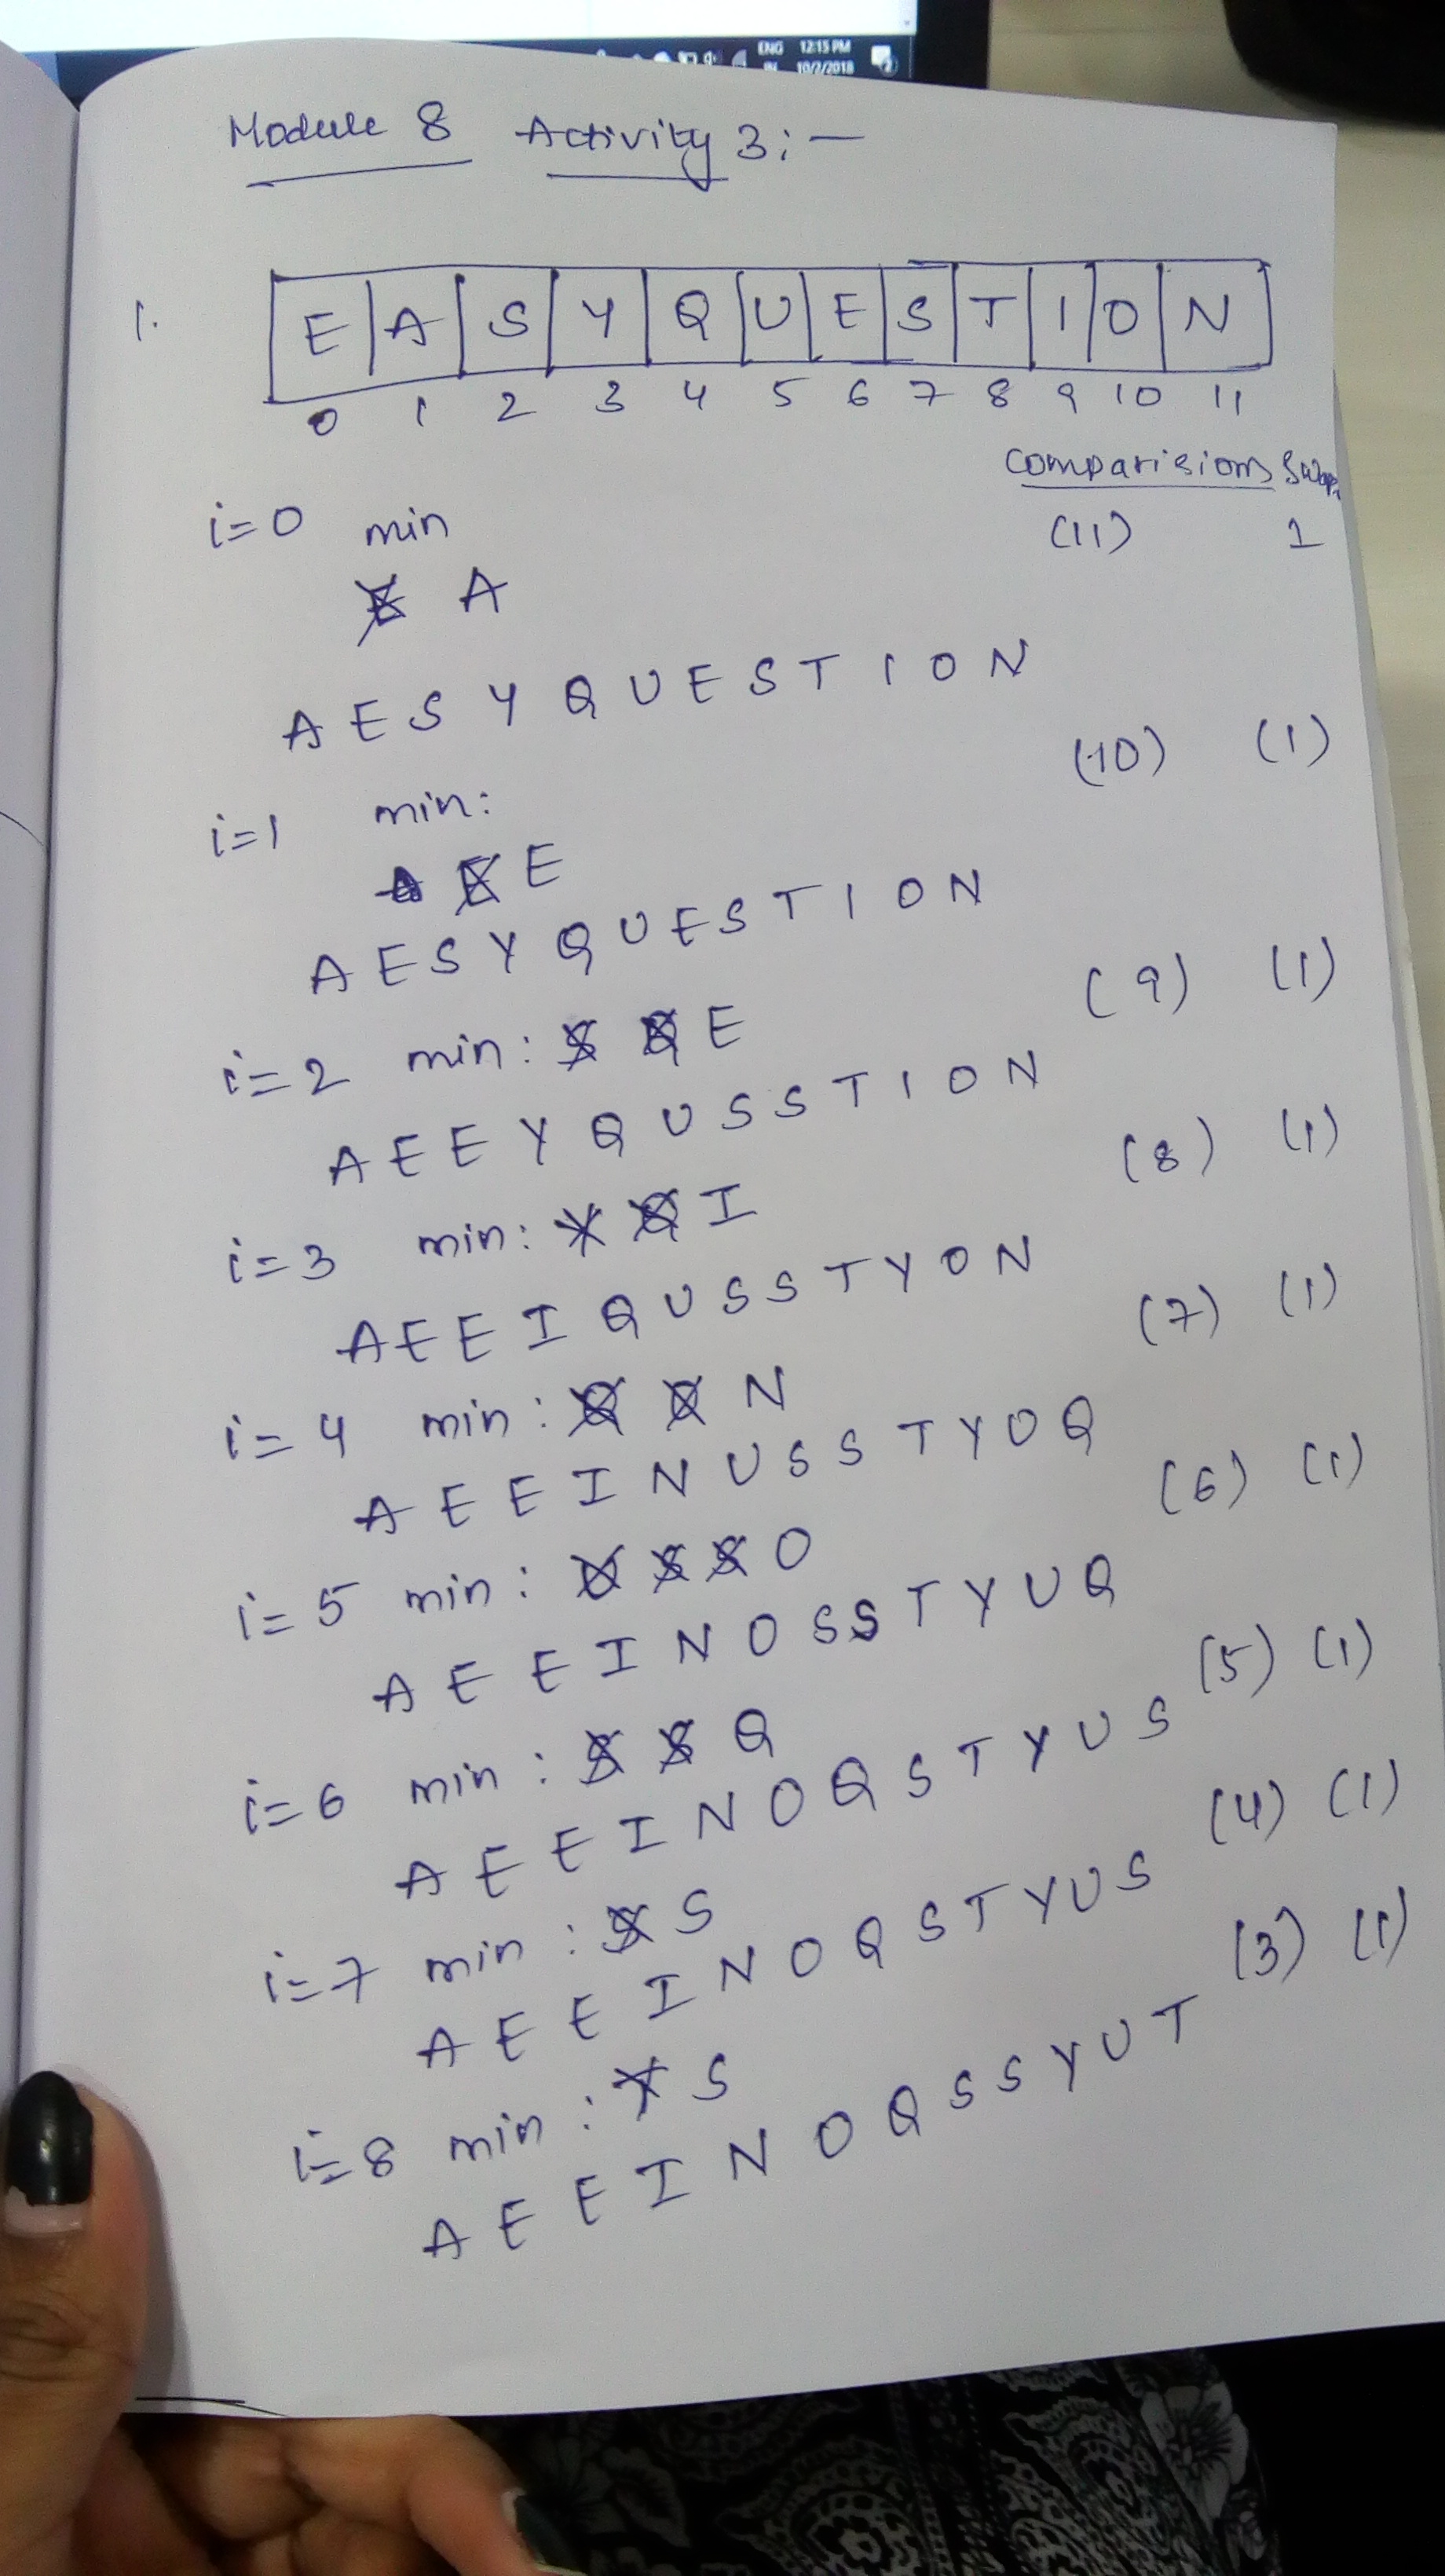 ENG 12:15 PM
IN 10/2/2018
Module 8 Activity 3:-
1. E A S Y Q U E S T I O N
0 1 2 3 4 5 6 7 8 9 10 11
Comparisions Swaps
i=0 min (11) 1
E A
A E S Y Q U E S T I O N
(10) (1)
i=1 min:
A E E
A E S Y Q U E S T I O N
(9) (1)
i=2 min: S Q E
A E E Y Q U S S T I O N
(8) (1)
i=3 min: Y Q I
A E E I Q U S S T Y O N
(7) (1)
i=4 min: Q O N
A E E I N U S S T Y O Q
(6) (1)
i=5 min: U S S O
A E E I N O S S T Y U Q
(5) (1)
i=6 min: S S Q
A E E I N O Q S T Y U S
(4) (1)
i=7 min: S S
A E E I N O Q S T Y U S
(3) (1)
i=8 min: T S
A E E I N O Q S S Y U T